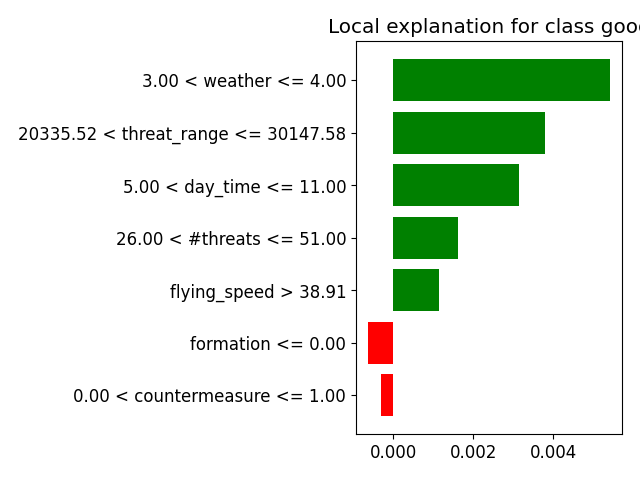 Local explanation for class good
3.00 < weather <= 4.00
20335.52 < threat_range <= 30147.58
5.00 < day_time <= 11.00
26.00 < #threats <= 51.00
flying_speed > 38.91
formation <= 0.00
0.00 < countermeasure <= 1.00
0.000 0.002 0.004